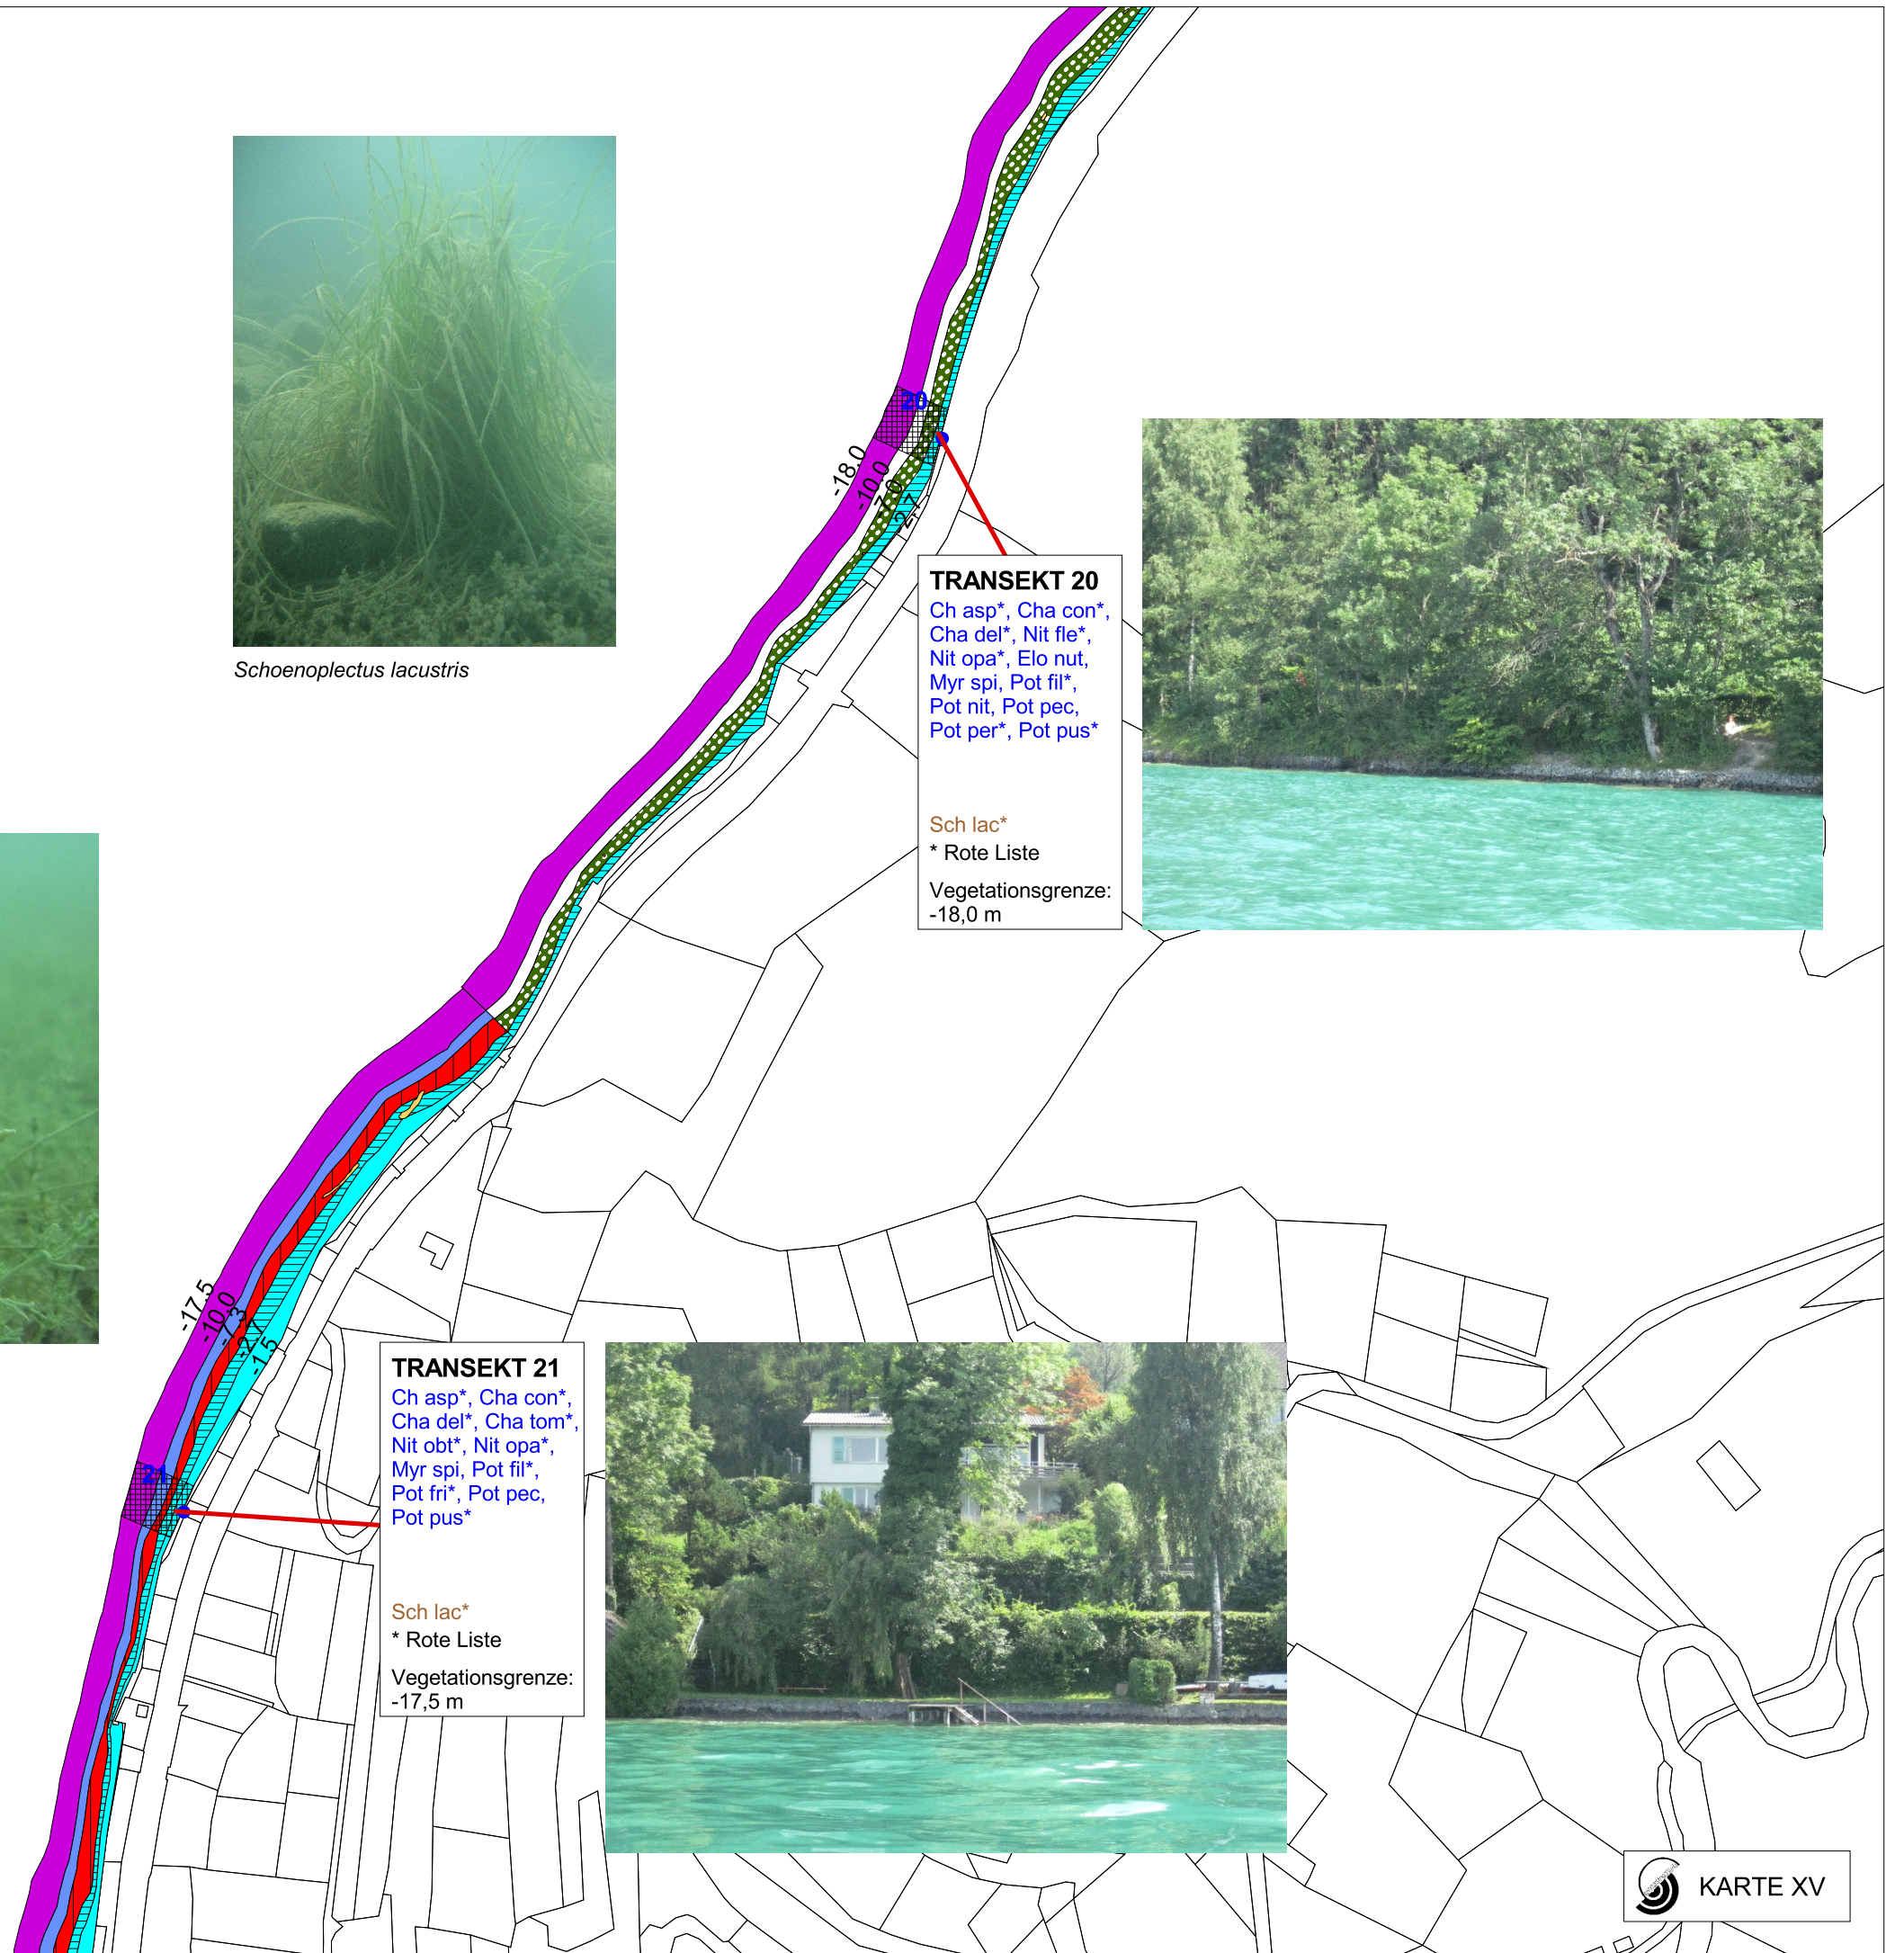 Schoenoplectus lacustris
20
-18,0
-10,0
-7,0
-2,7
TRANSEKT 20
Ch asp*, Cha con*,
Cha del*, Nit fle*,
Nit opa*, Elo nut,
Myr spi, Pot fil*,
Pot nit, Pot pec,
Pot per*, Pot pus*
Sch lac*
* Rote Liste
Vegetationsgrenze:
-18,0 m
-17,5
-10,0
-7,3
-2,7
-1,5
21
TRANSEKT 21
Ch asp*, Cha con*,
Cha del*, Cha tom*,
Nit obt*, Nit opa*,
Myr spi, Pot fil*,
Pot fri*, Pot pec,
Pot pus*
Sch lac*
* Rote Liste
Vegetationsgrenze:
-17,5 m
KARTE XV